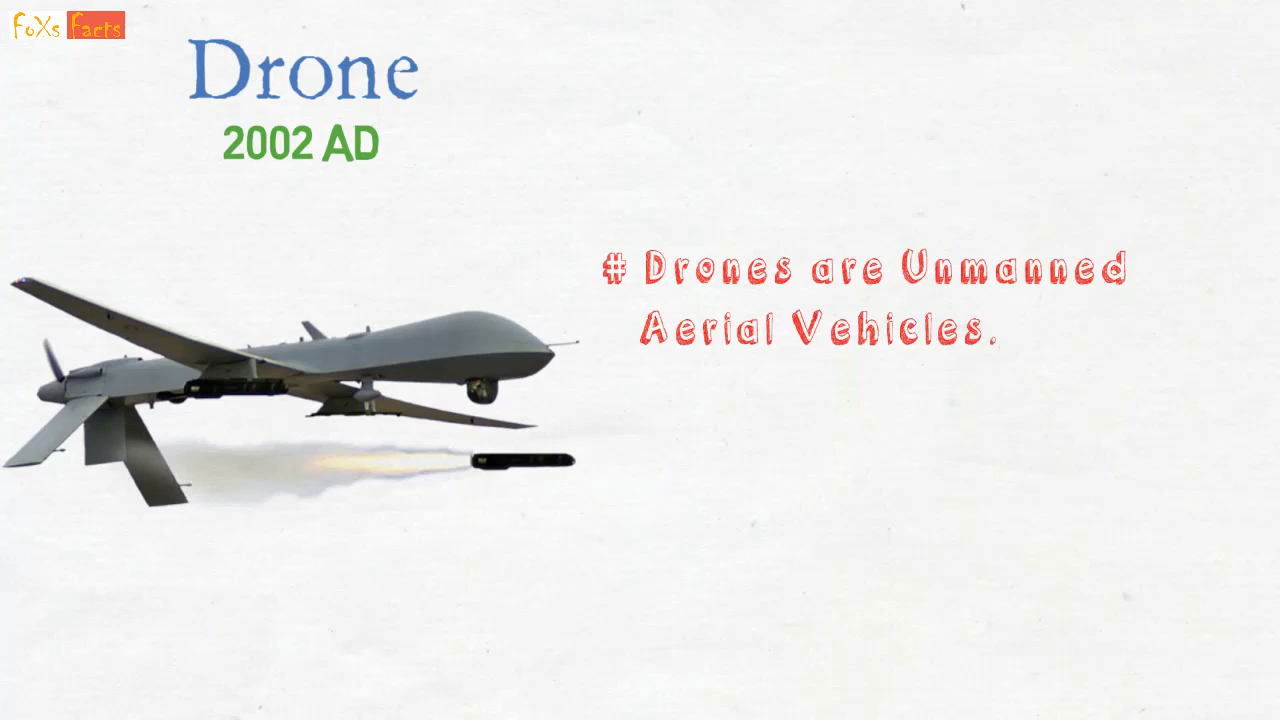 FoXs Facts
Drone
2002 AD
# Drones are Unmanned
Aerial Vehicles.